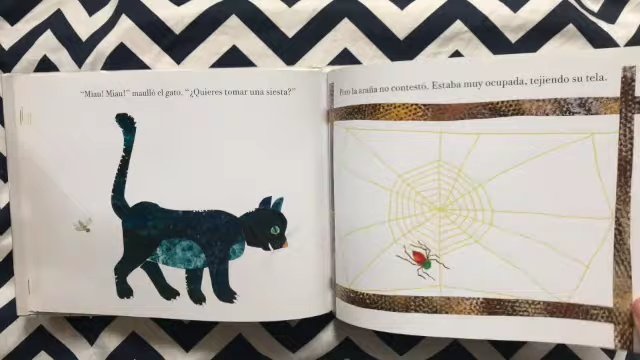 "Miau! Miau!" maulló el gato. "¿Quieres tomar una siesta?"
Pero la araña no contestó. Estaba muy ocupada, tejiendo su tela.